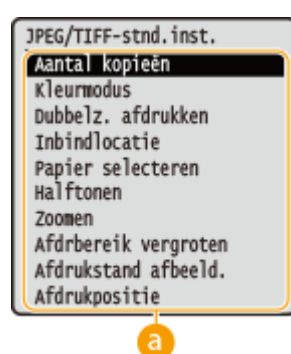 JPEG/TIFF-stnd.inst.
Aantal kopieën
Kleurmodus
Dubbelz. afdrukken
Inbindlocatie
Papier selecteren
Halftonen
Zoomen
Afdrbereik vergroten
Afdrukstand afbeeld.
Afdrukpositie
a